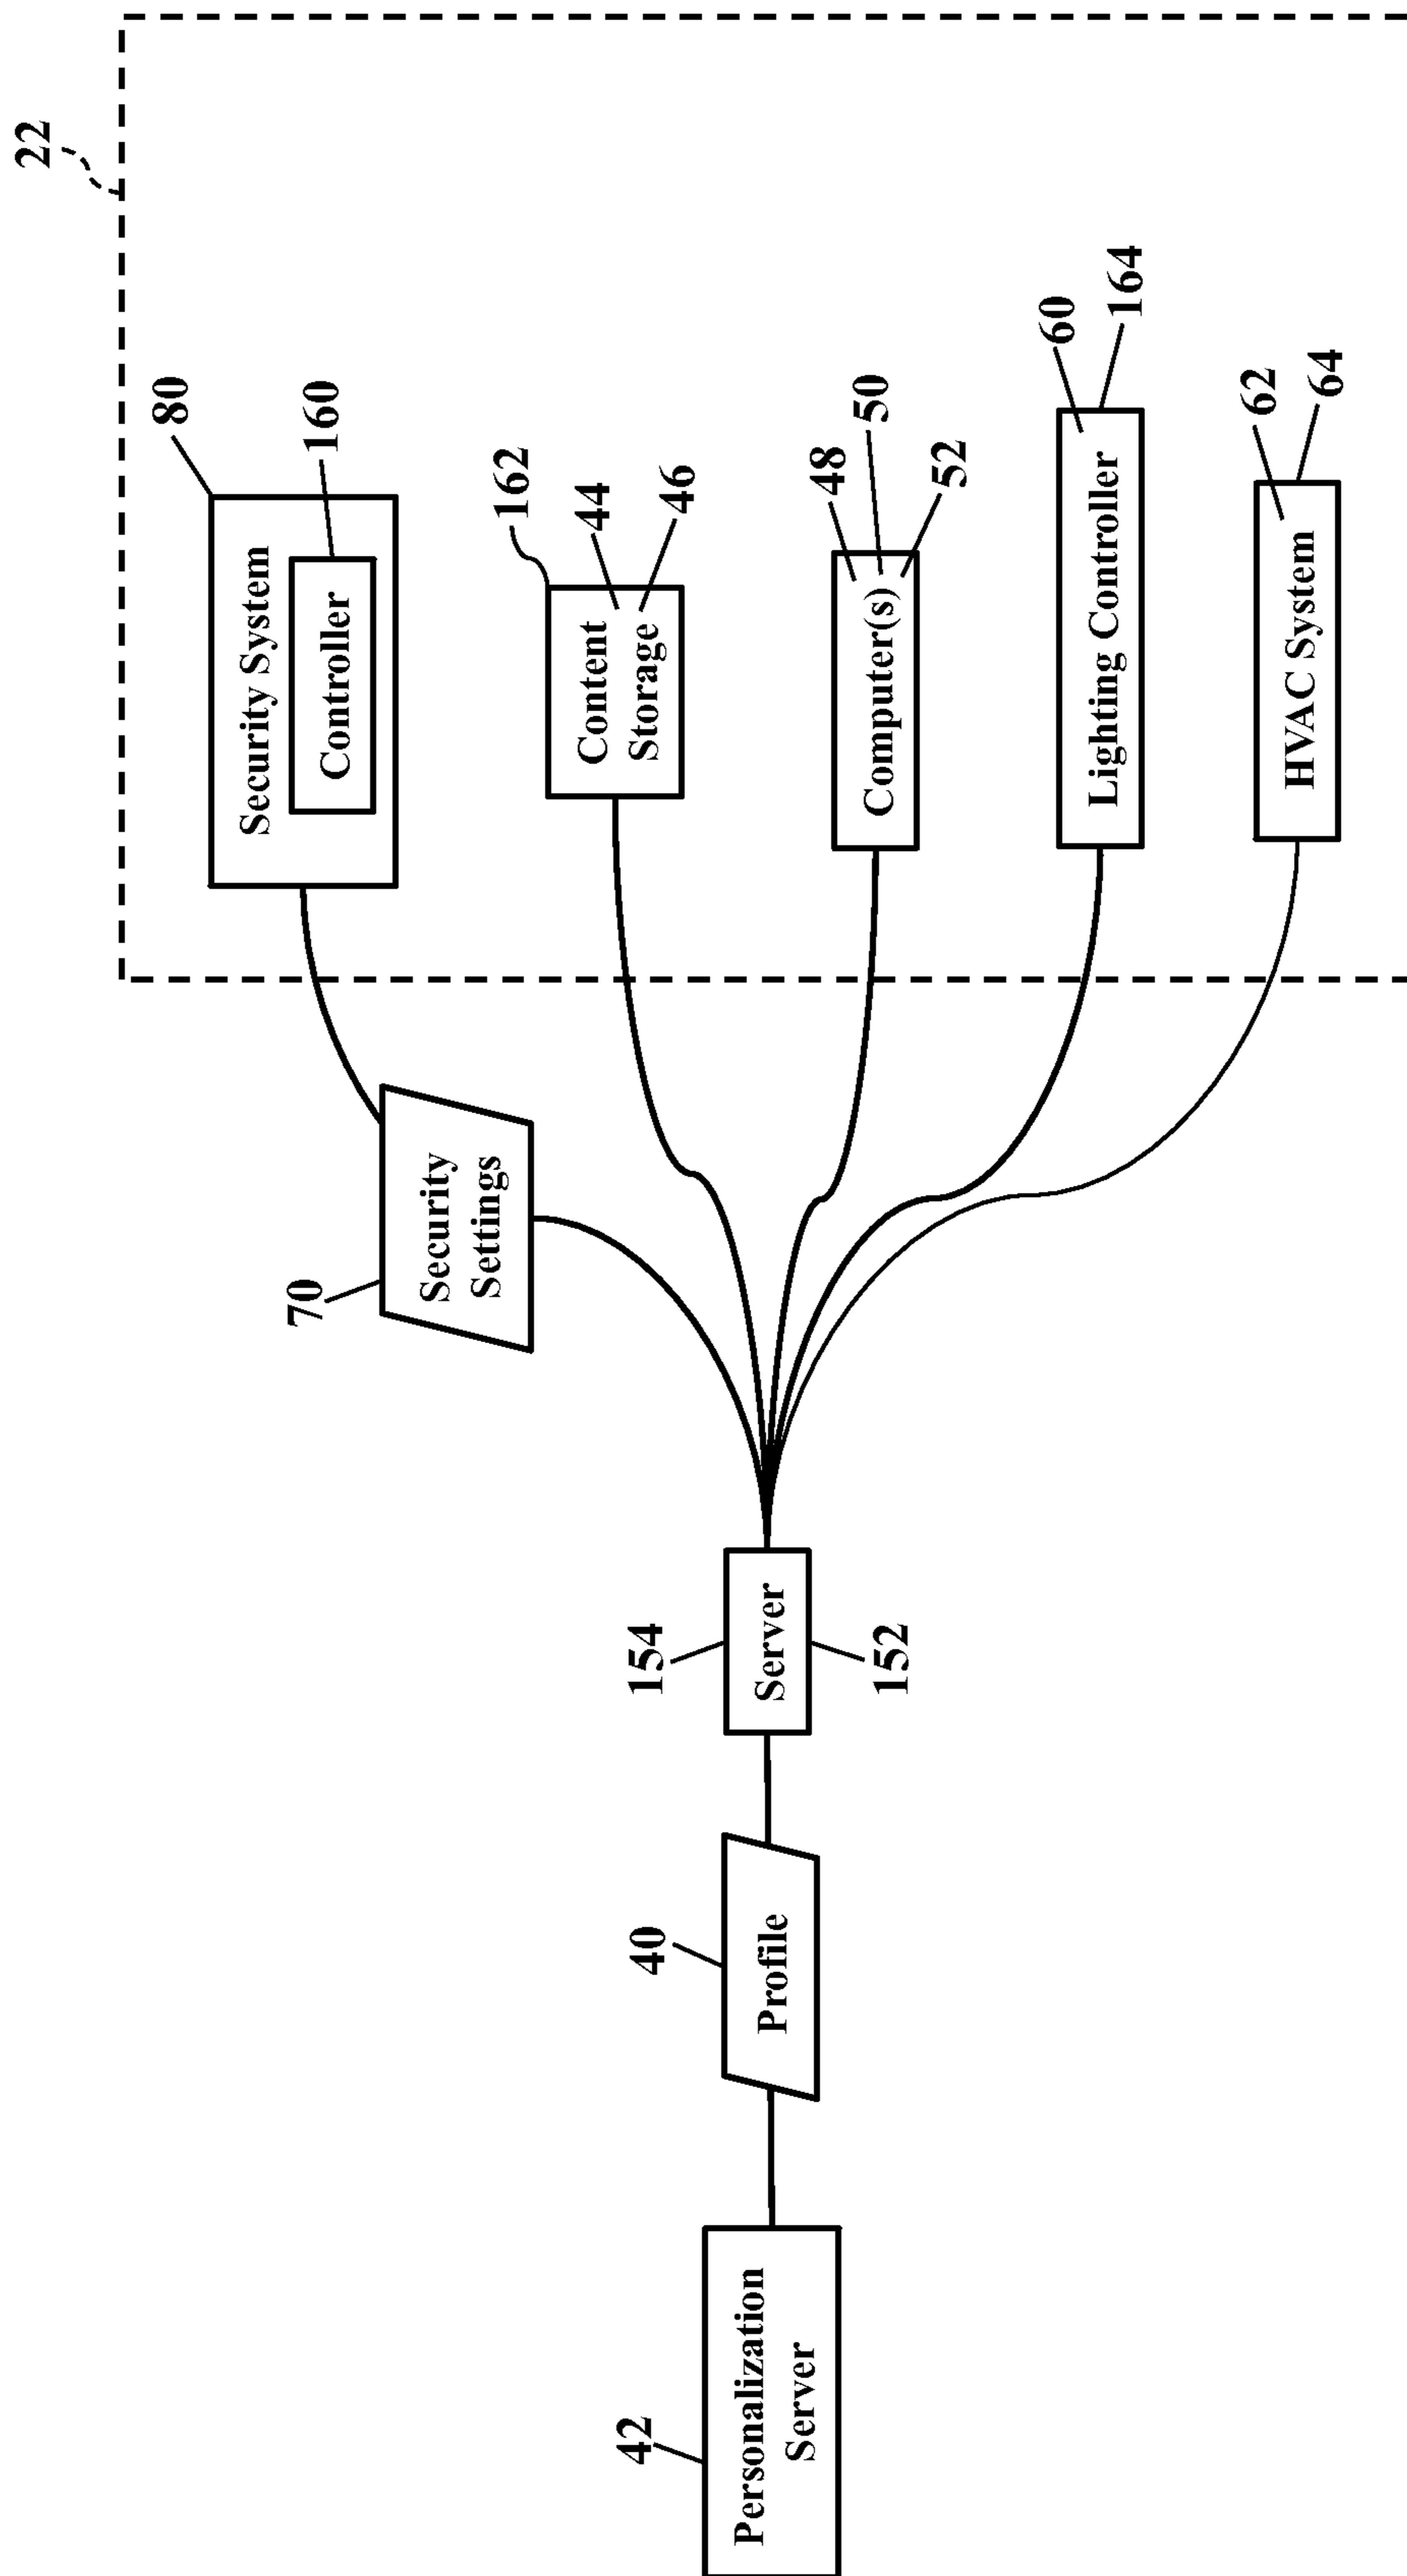 22
80
Security System
160
Controller
162
44
46
Content
Storage
48
50
52
Computer(s)
60
164
Lighting Controller
62
64
HVAC System
70
Security
Settings
154
Server
152
40
Profile
42
Personalization
Server